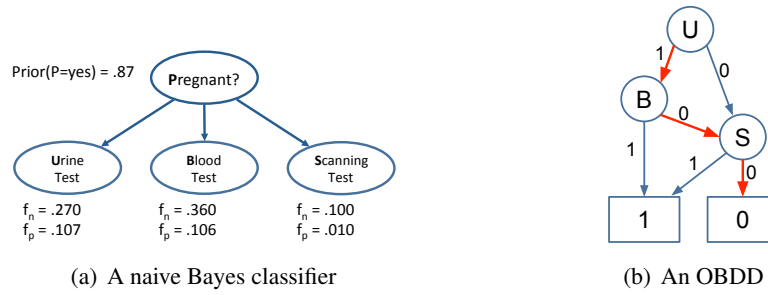 Prior(P=yes) = .87
Pregnant?
Urine
Test
Blood
Test
Scanning
Test
fn = .270
fp = .107
fn = .360
fp = .106
fn = .100
fp = .010
(a) A naive Bayes classifier
U
1
0
B
0
S
1
1
0
1
0
(b) An OBDD